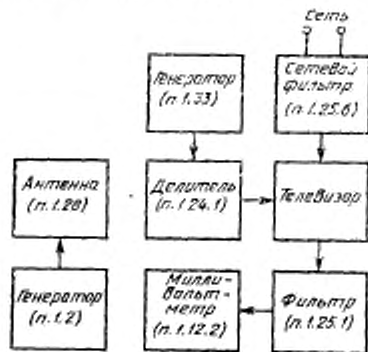 Сеть
Генератор
(п.1.33)
Сетевой
фильтр
(п.1.25.6)
Антенна
(п.1.28)
Делитель
(п.1.24.1)
Телевизор
Генератор
(п.1.2)
Милли-
вольт-
метр
(п.1.12.2)
Фильтр
(п.1.25.1)